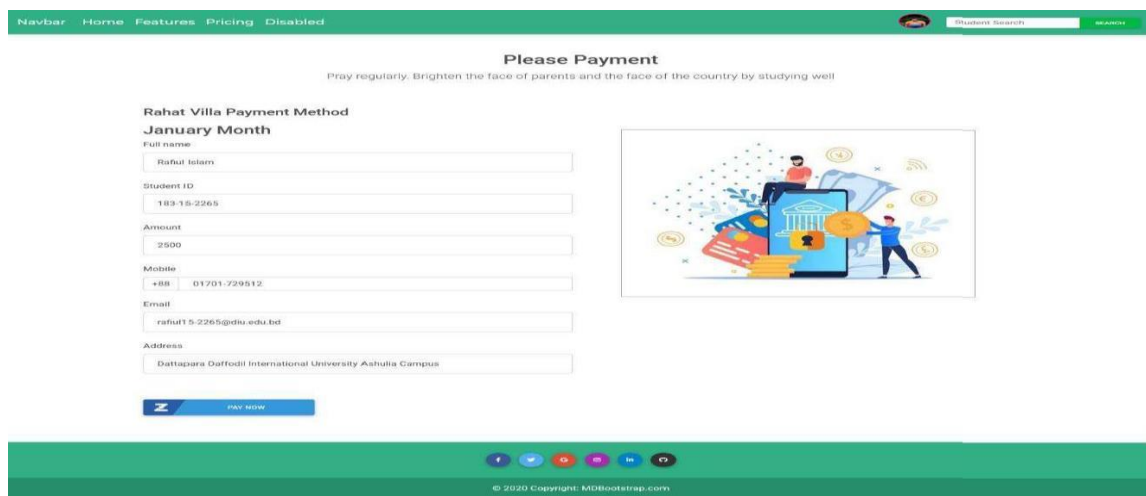 Navbar Home Features Pricing Disabled Student Search SEARCH
Please Payment
Pray regularly. Brighten the face of parents and the face of the country by studying well
Rahat Villa Payment Method
January Month
Full name
Rafiul Islam
Student ID
183-15-2265
Amount
2500
Mobile
+88 01701-729512
Email
rafiul15-2265@diu.edu.bd
Address
Dattapara Daffodil International University Ashulia Campus
PAY NOW
© 2020 Copyright: MDBootstrap.com